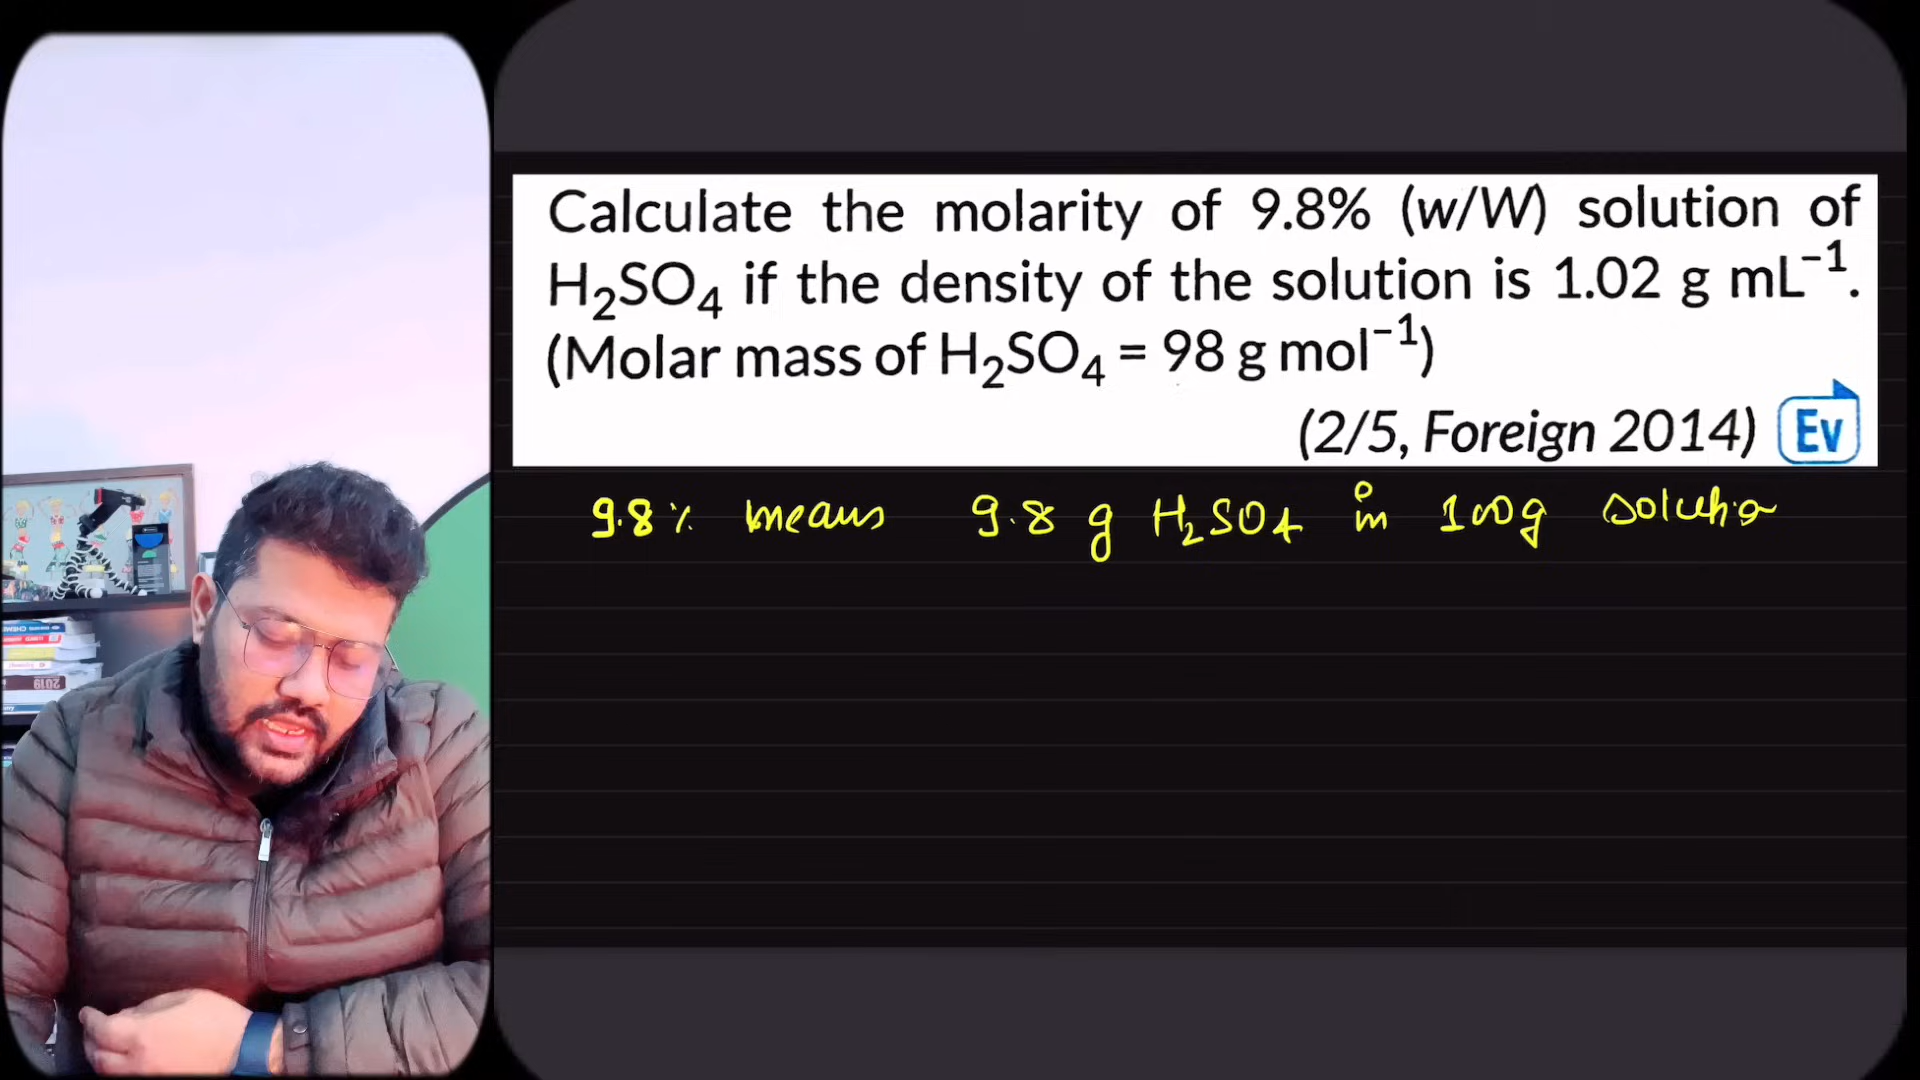 Calculate the molarity of 9.8% (w/W) solution of
H₂SO₄ if the density of the solution is 1.02 g mL⁻¹.
(Molar mass of H₂SO₄ = 98 g mol⁻¹)
(2/5, Foreign 2014) Ev
9.8% means 9.8 g H₂SO₄ in 100g solution
2019